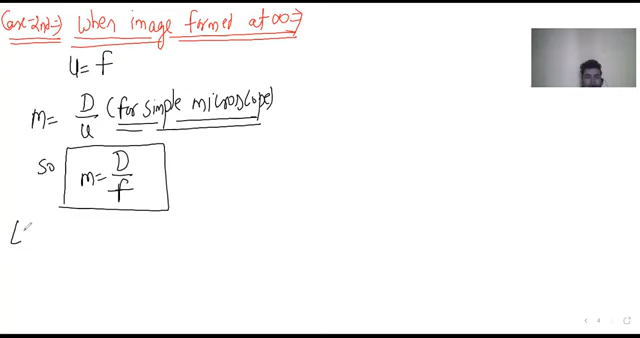 Case-2nd⇒ When image formed at ∞⇒
u= f
m= D/u (for simple microscope)
so m= D/f
L